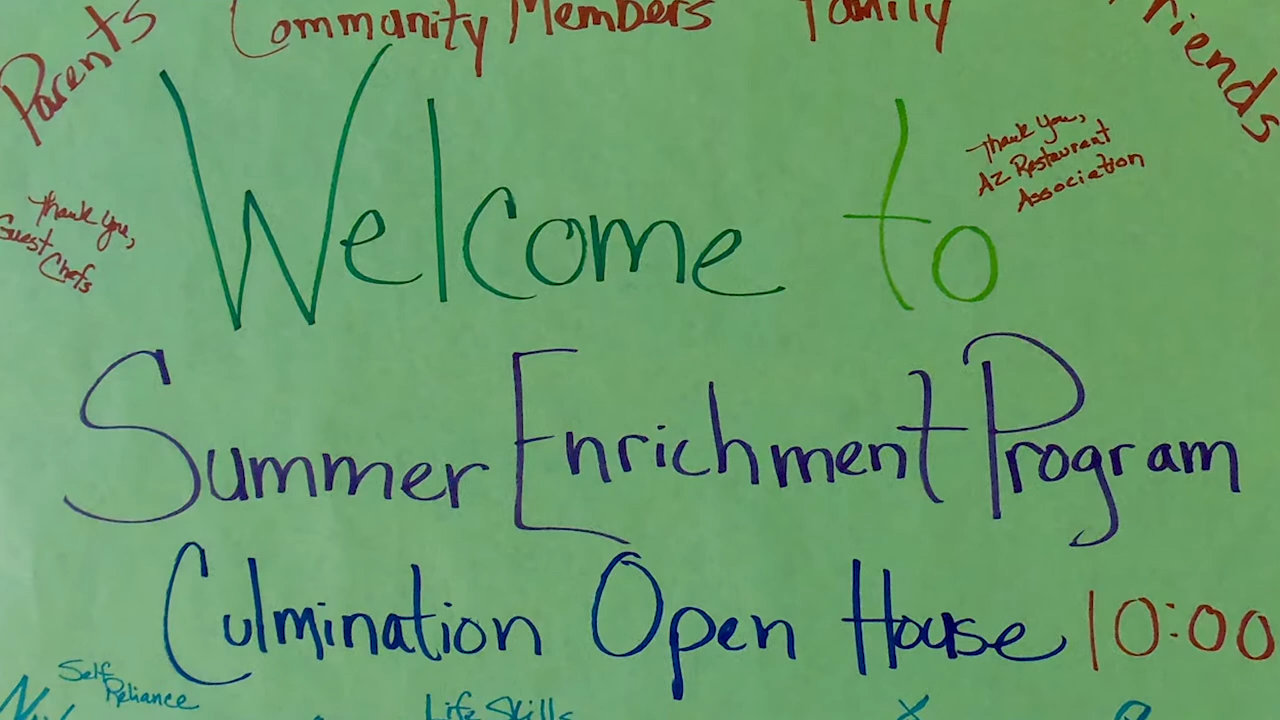 Parents Community Members Family Friends
Welcome to
Thank you,
AZ Restaurant
Association
Thank you,
Guest
Chefs
Summer Enrichment Program
Culmination Open House 10:00
Self
Reliance
Life Skills